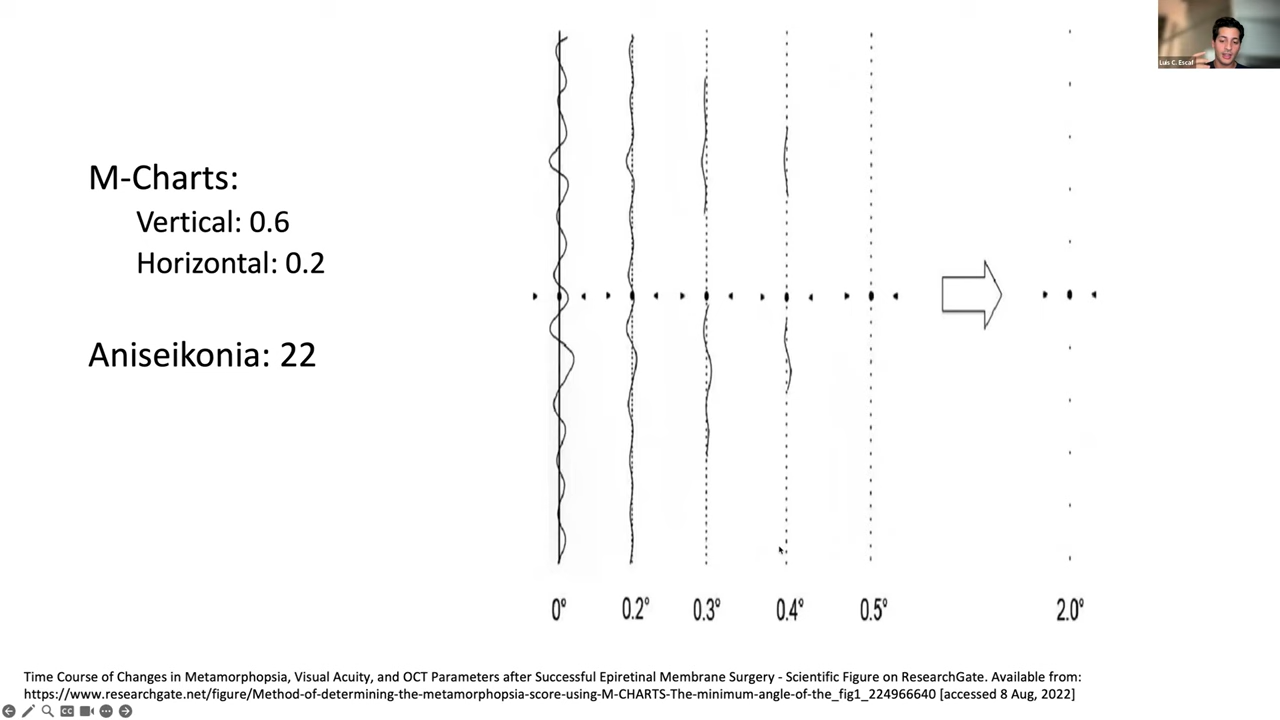 Luis C. Escaf
M-Charts:
Vertical: 0.6
Horizontal: 0.2
Aniseikonia: 22
0° 0.2° 0.3° 0.4° 0.5° 2.0°
Time Course of Changes in Metamorphopsia, Visual Acuity, and OCT Parameters after Successful Epiretinal Membrane Surgery - Scientific Figure on ResearchGate. Available from:
https://www.researchgate.net/figure/Method-of-determining-the-metamorphopsia-score-using-M-CHARTS-The-minimum-angle-of-the_fig1_224966640 [accessed 8 Aug, 2022]